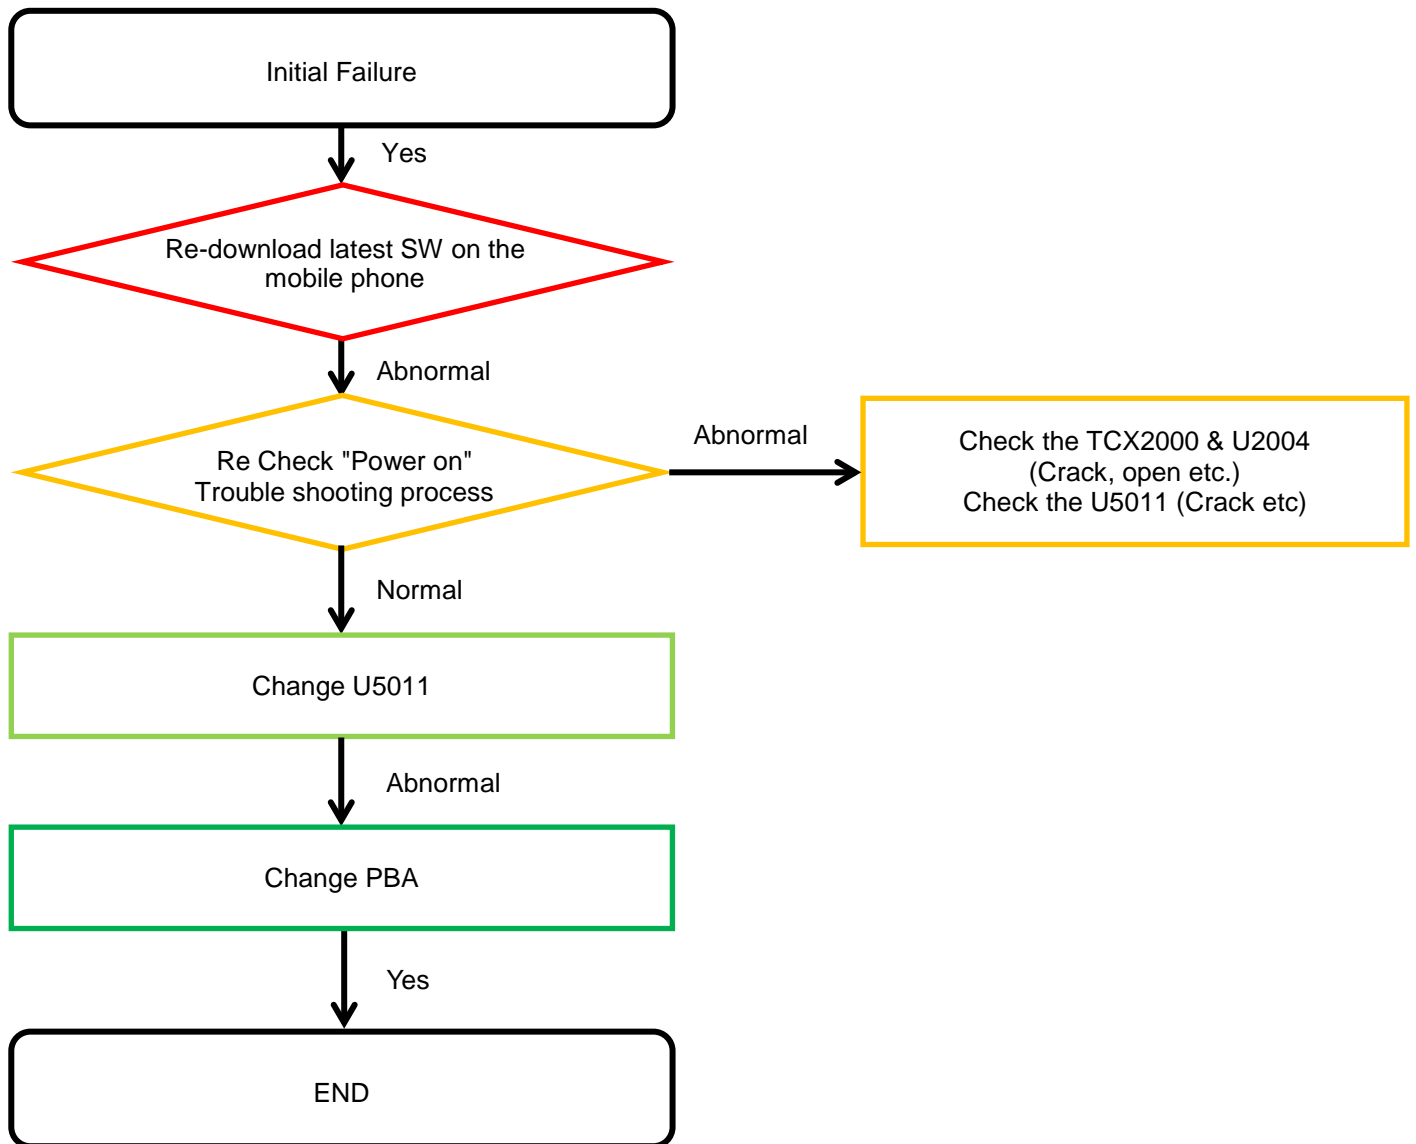 Initial Failure
Yes
Re-download latest SW on the
mobile phone
Abnormal
Re Check "Power on"
Trouble shooting process
Abnormal
Check the TCX2000 & U2004
(Crack, open etc.)
Check the U5011 (Crack etc)
Normal
Change U5011
Abnormal
Change PBA
Yes
END